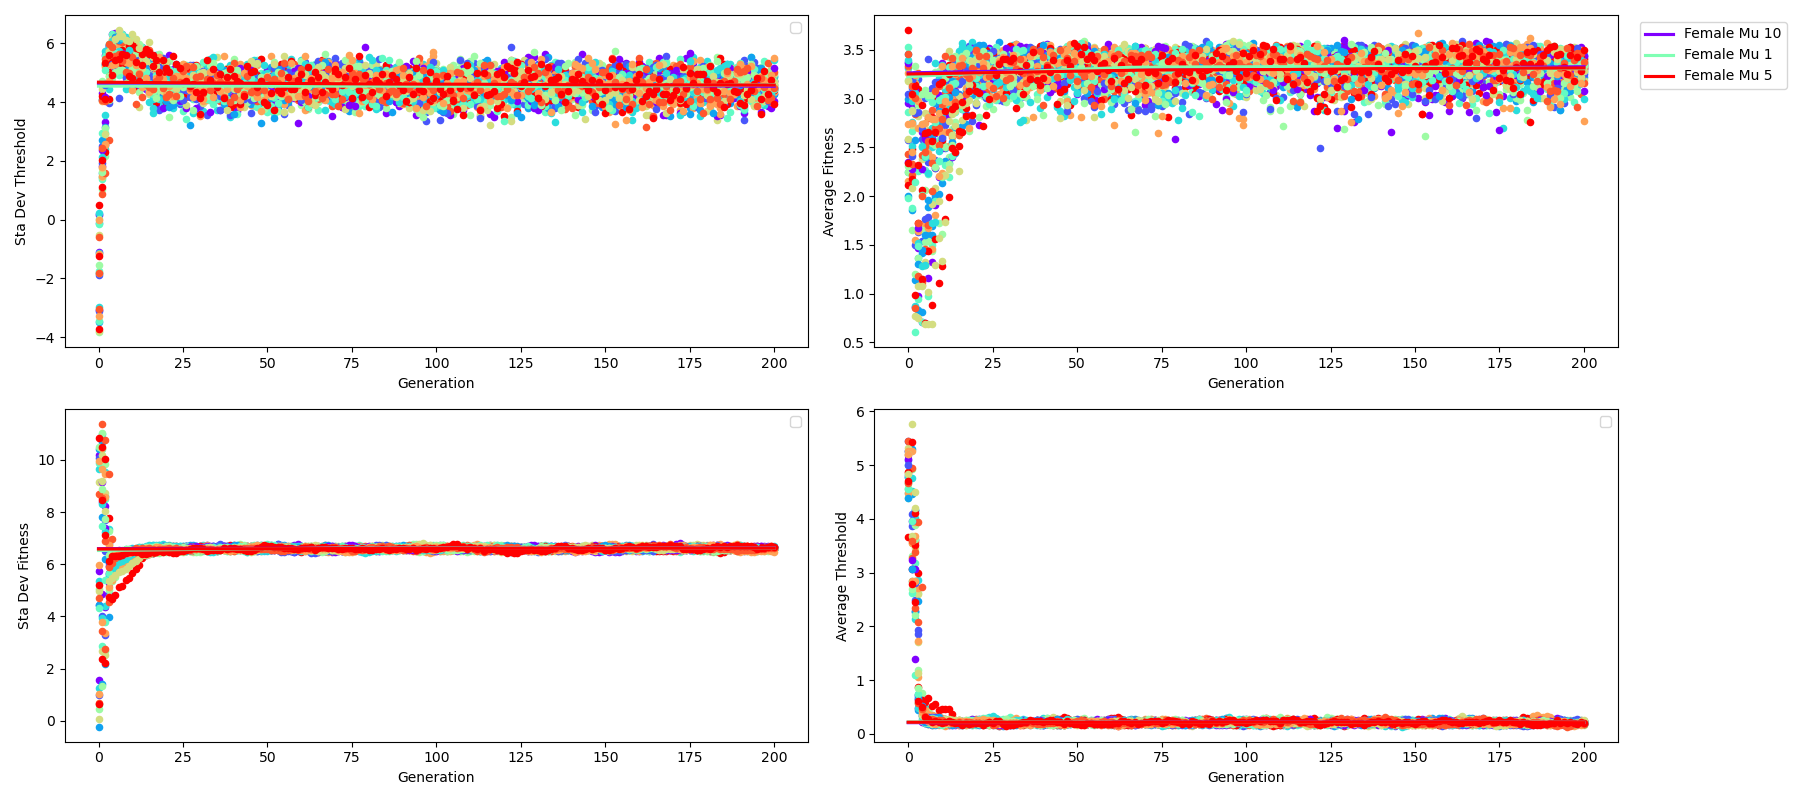 Sta Dev Threshold
6
4
2
0
−2
−4
0 25 50 75 100 125 150 175 200
Generation
Average Fitness
3.5
3.0
2.5
2.0
1.5
1.0
0.5
0 25 50 75 100 125 150 175 200
Generation
Female Mu 10
Female Mu 1
Female Mu 5
Sta Dev Fitness
10
8
6
4
2
0
0 25 50 75 100 125 150 175 200
Generation
Average Threshold
6
5
4
3
2
1
0
0 25 50 75 100 125 150 175 200
Generation